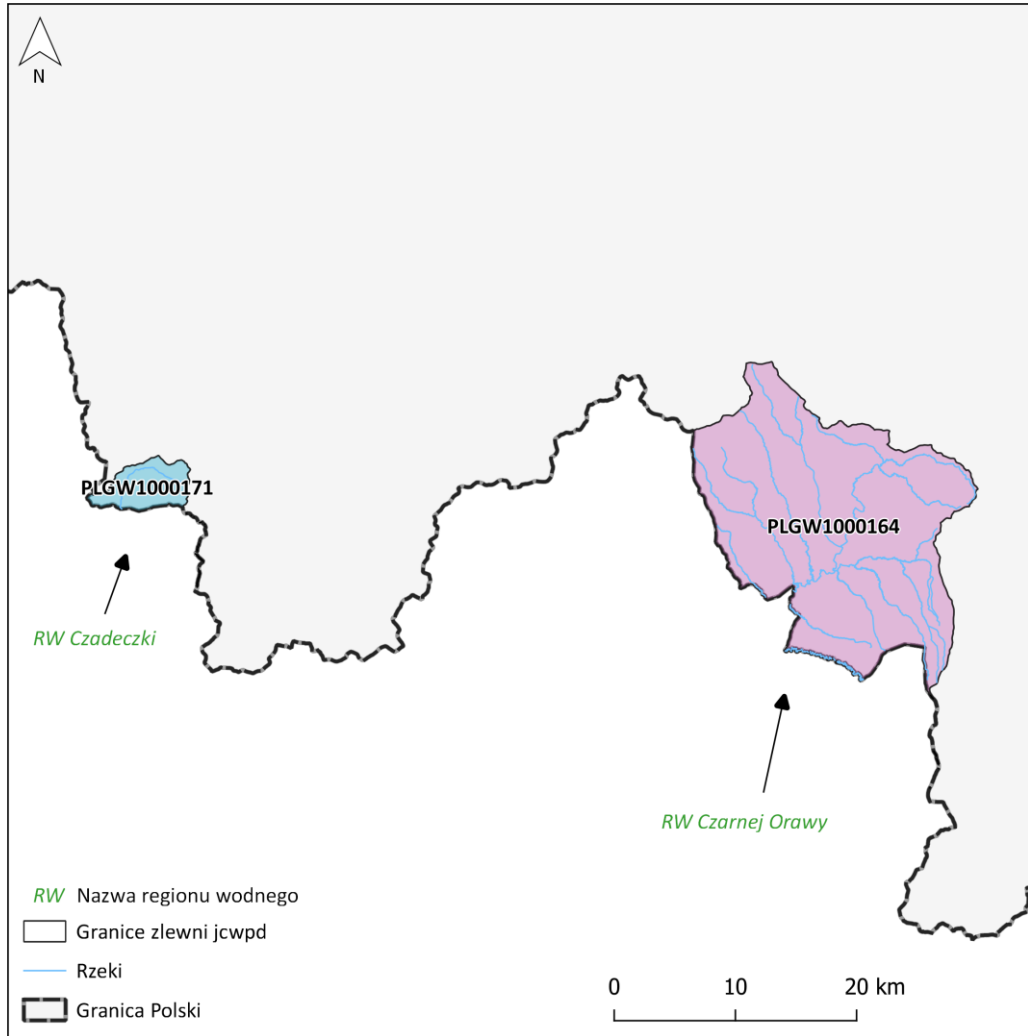 N
PLGW1000171
PLGW1000164
RW Czadeczki
RW Czarnej Orawy
RW Nazwa regionu wodnego
Granice zlewni jcwpd
Rzeki
Granica Polski
0 10 20 km